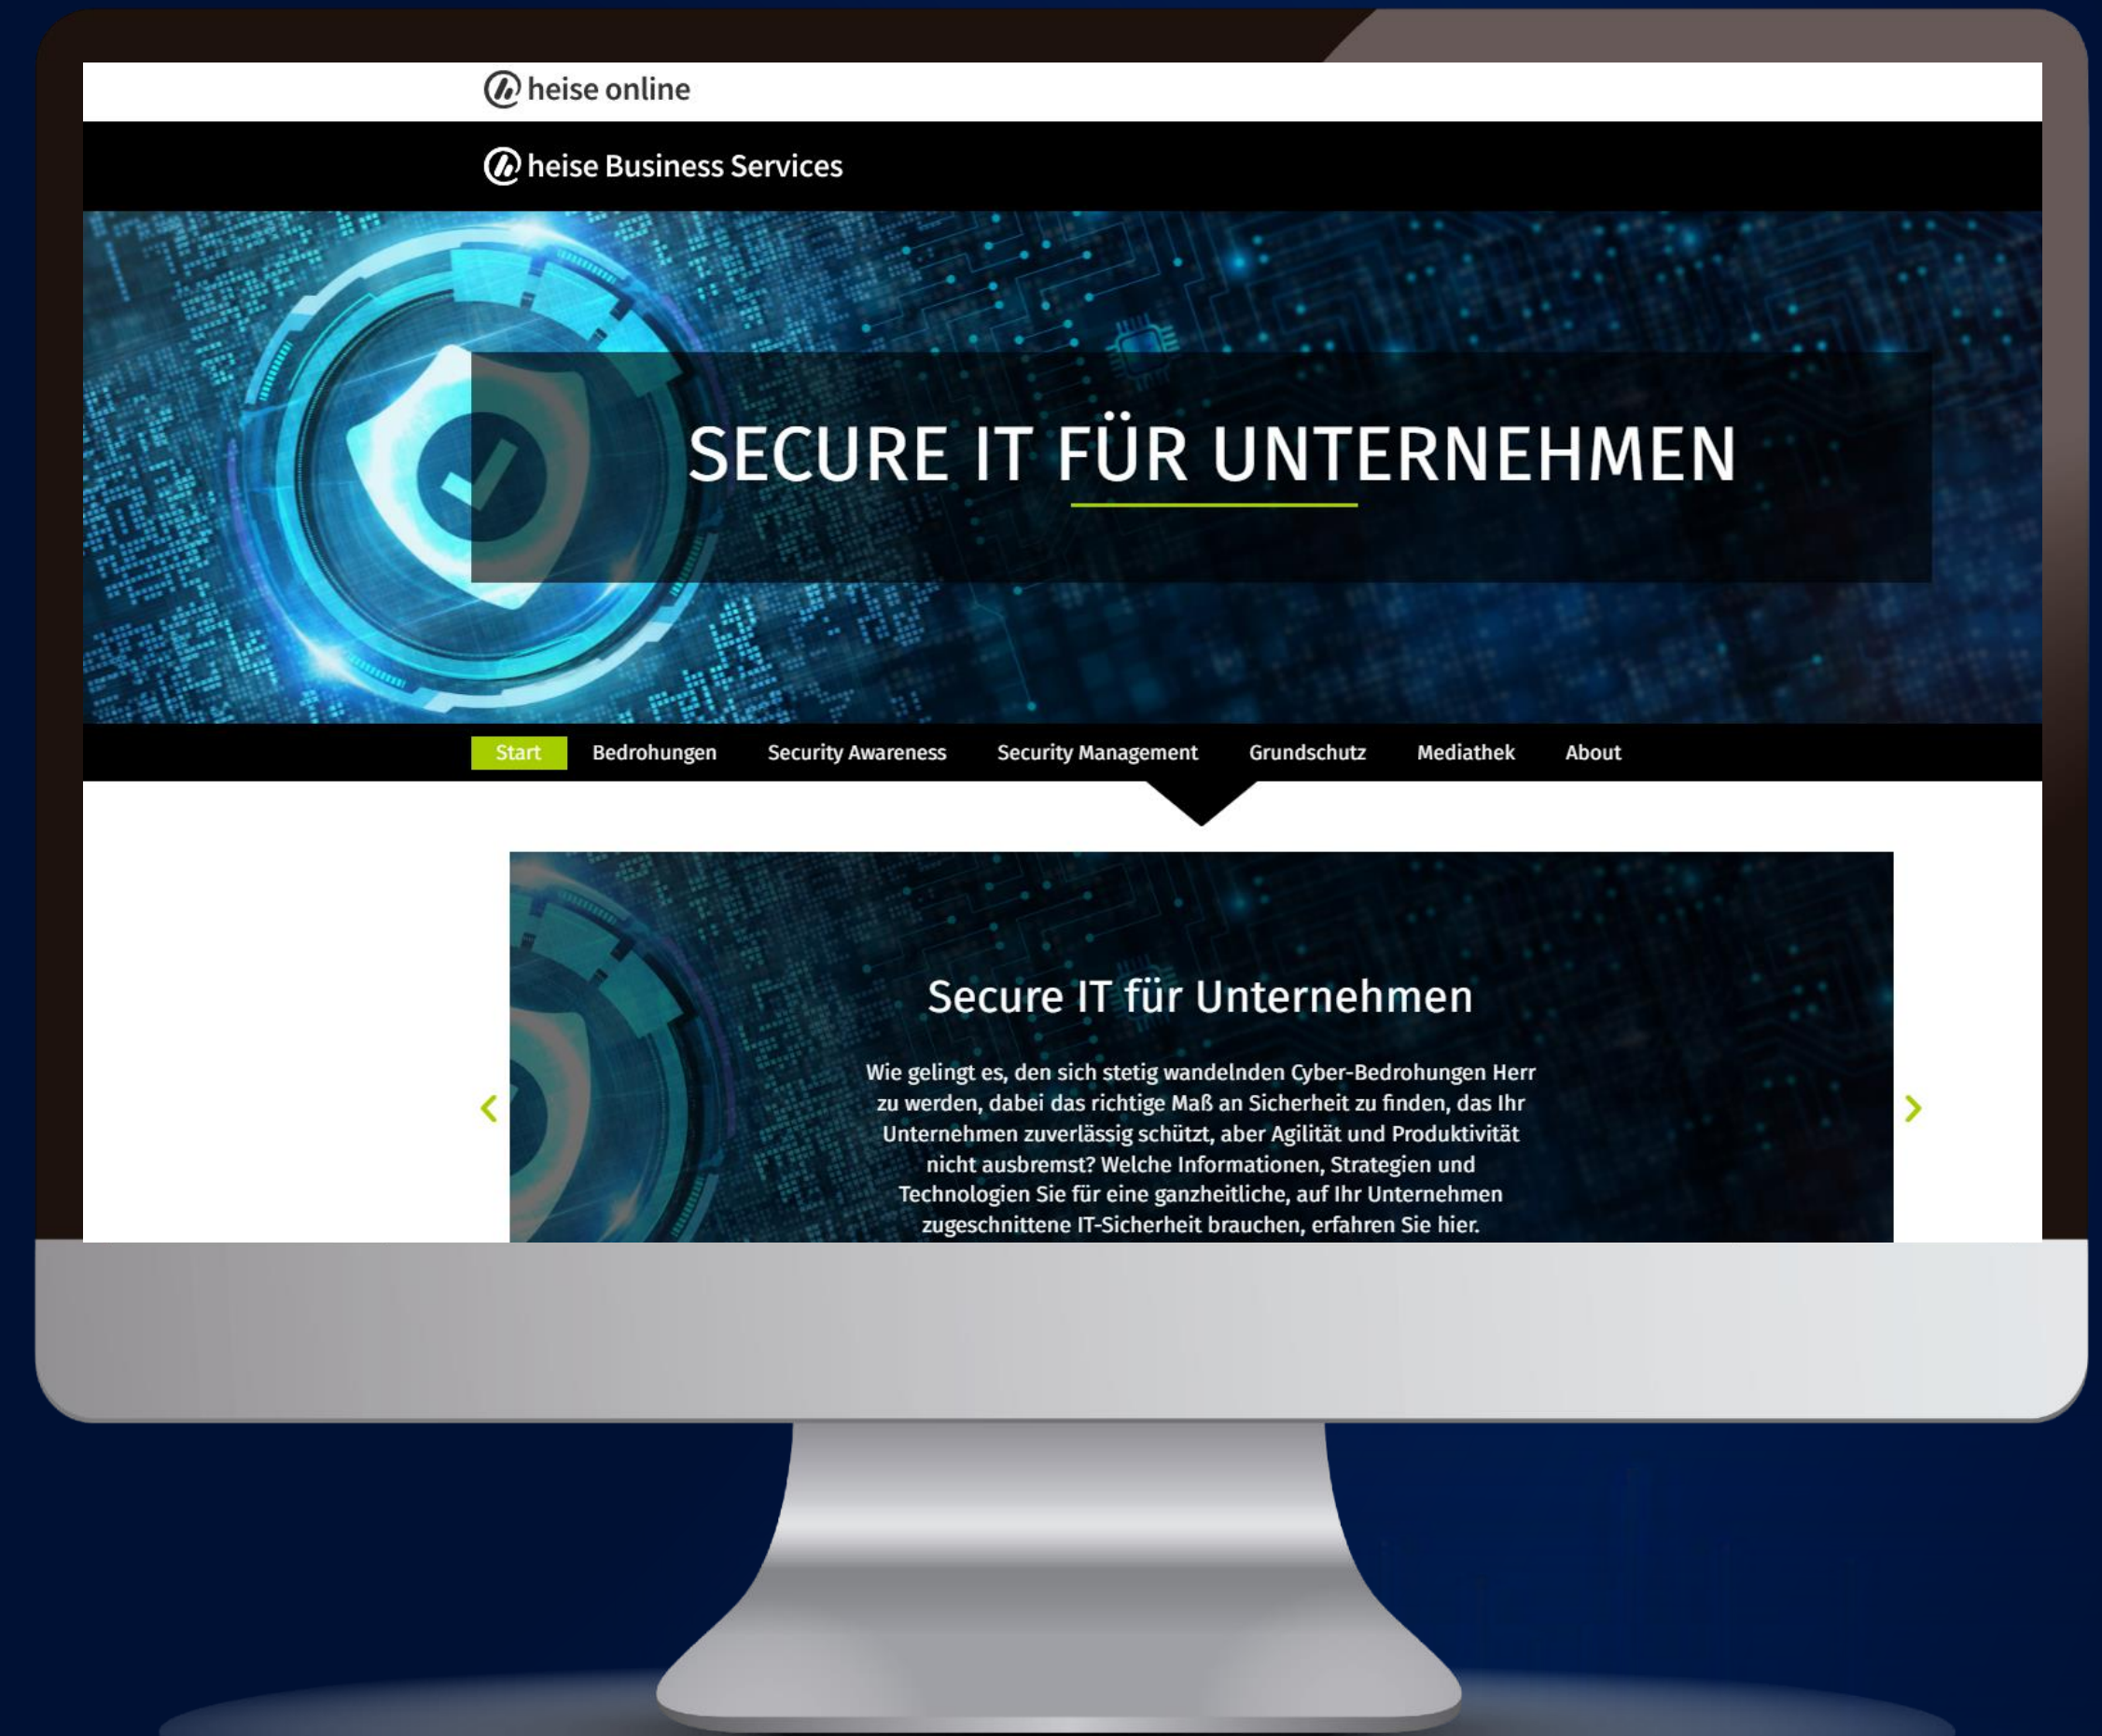 heise online
heise Business Services
SECURE IT FÜR UNTERNEHMEN
Start Bedrohungen Security Awareness Security Management Grundschutz Mediathek About
Secure IT für Unternehmen
Wie gelingt es, den sich stetig wandelnden Cyber-Bedrohungen Herr
zu werden, dabei das richtige Maß an Sicherheit zu finden, das Ihr
Unternehmen zuverlässig schützt, aber Agilität und Produktivität
nicht ausbremst? Welche Informationen, Strategien und
Technologien Sie für eine ganzheitliche, auf Ihr Unternehmen
zugeschnittene IT-Sicherheit brauchen, erfahren Sie hier.